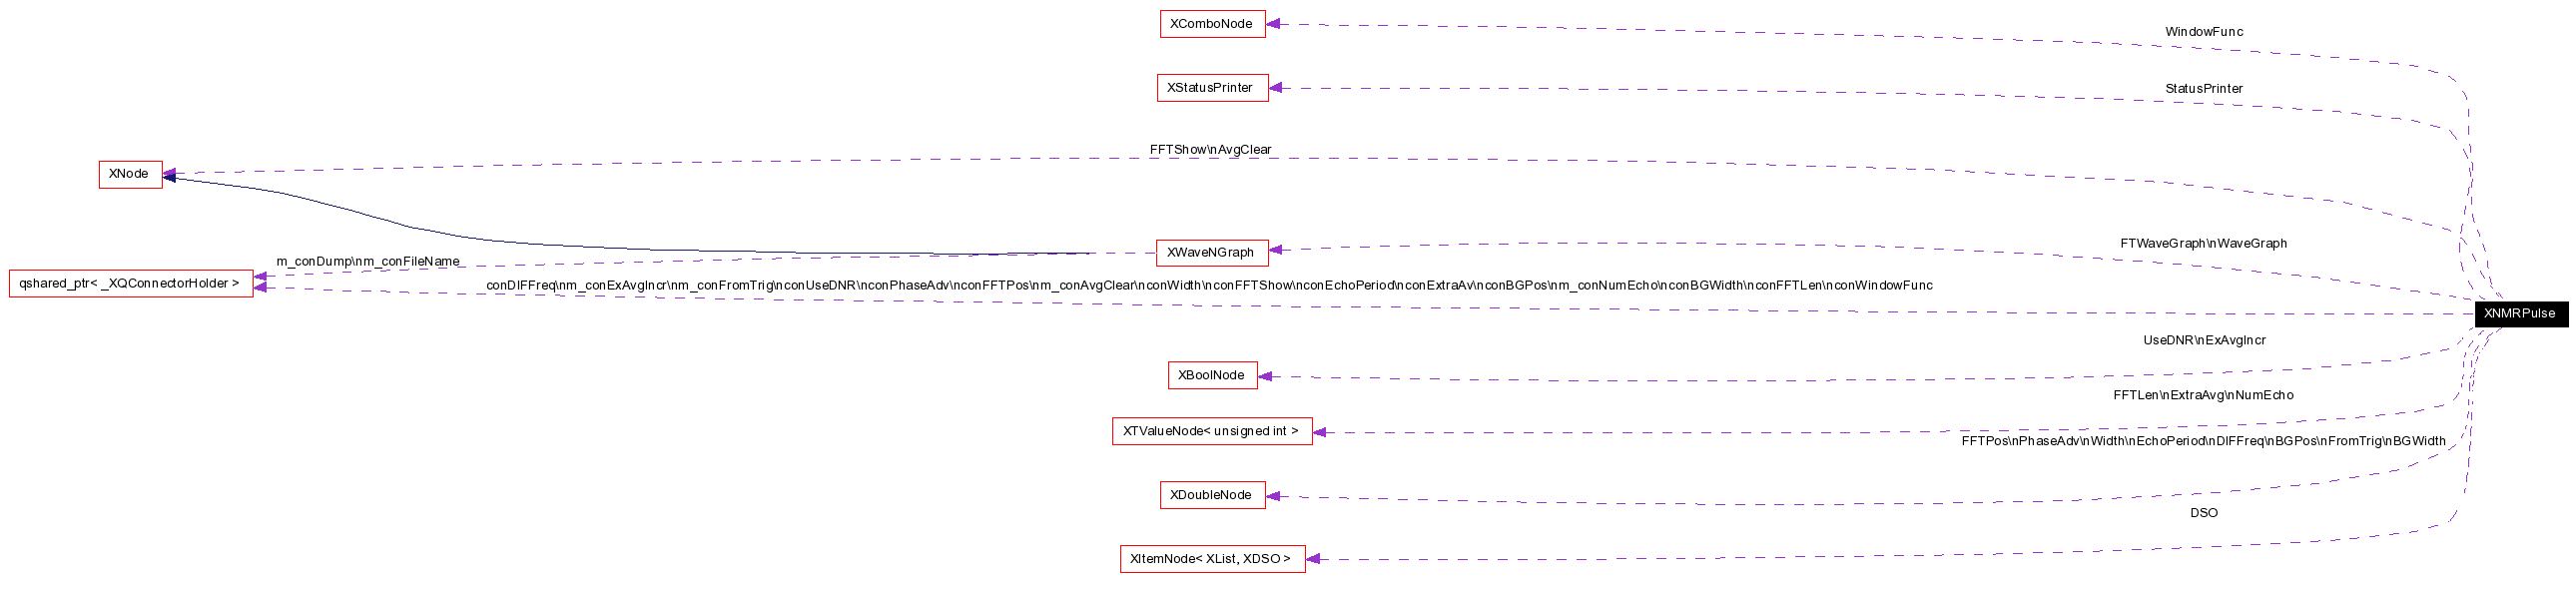 XComboNode
WindowFunc
XStatusPrinter
StatusPrinter
FFTShow\nAvgClear
XNode
XWaveNGraph
FTWaveGraph\nWaveGraph
m_conDump\nm_conFileName
qshared_ptr< _XQConnectorHolder >
conDIFFreq\nm_conExAvgIncr\nm_conFromTrig\nconUseDNR\nconPhaseAdv\nconFFTPos\nm_conAvgClear\nconWidth\nconFFTShow\nconEchoPeriod\nconExtraAv\nconBGPos\nm_conNumEcho\nconBGWidth\nconFFTLen\nconWindowFunc
XNMRPulse
UseDNR\nExAvgIncr
XBoolNode
FFTLen\nExtraAvg\nNumEcho
XTValueNode< unsigned int >
FFTPos\nPhaseAdv\nWidth\nEchoPeriod\nDIFFreq\nBGPos\nFromTrig\nBGWidth
XDoubleNode
DSO
XItemNode< XList, XDSO >